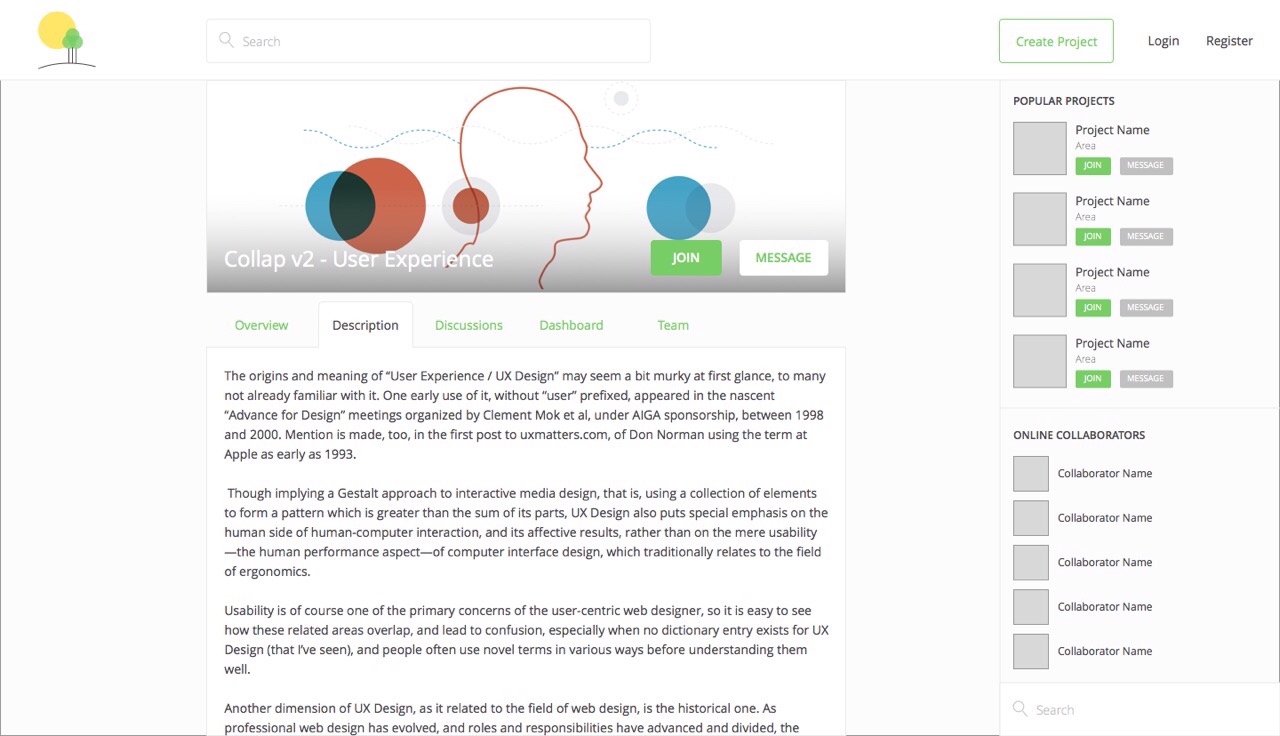 Search
Create Project
Login
Register
Collap v2 - User Experience
JOIN
MESSAGE
Overview
Description
Discussions
Dashboard
Team
The origins and meaning of “User Experience / UX Design” may seem a bit murky at first glance, to many
not already familiar with it. One early use of it, without “user” prefixed, appeared in the nascent
“Advance for Design” meetings organized by Clement Mok et al, under AIGA sponsorship, between 1998
and 2000. Mention is made, too, in the first post to uxmatters.com, of Don Norman using the term at
Apple as early as 1993.
Though implying a Gestalt approach to interactive media design, that is, using a collection of elements
to form a pattern which is greater than the sum of its parts, UX Design also puts special emphasis on the
human side of human-computer interaction, and its affective results, rather than on the mere usability
—the human performance aspect—of computer interface design, which traditionally relates to the field
of ergonomics.
Usability is of course one of the primary concerns of the user-centric web designer, so it is easy to see
how these related areas overlap, and lead to confusion, especially when no dictionary entry exists for UX
Design (that I’ve seen), and people often use novel terms in various ways before understanding them
well.
Another dimension of UX Design, as it related to the field of web design, is the historical one. As
professional web design has evolved, and roles and responsibilities have advanced and divided, the
POPULAR PROJECTS
Project Name
Area
JOIN
MESSAGE
Project Name
Area
JOIN
MESSAGE
Project Name
Area
JOIN
MESSAGE
Project Name
Area
JOIN
MESSAGE
ONLINE COLLABORATORS
Collaborator Name
Collaborator Name
Collaborator Name
Collaborator Name
Collaborator Name
Search